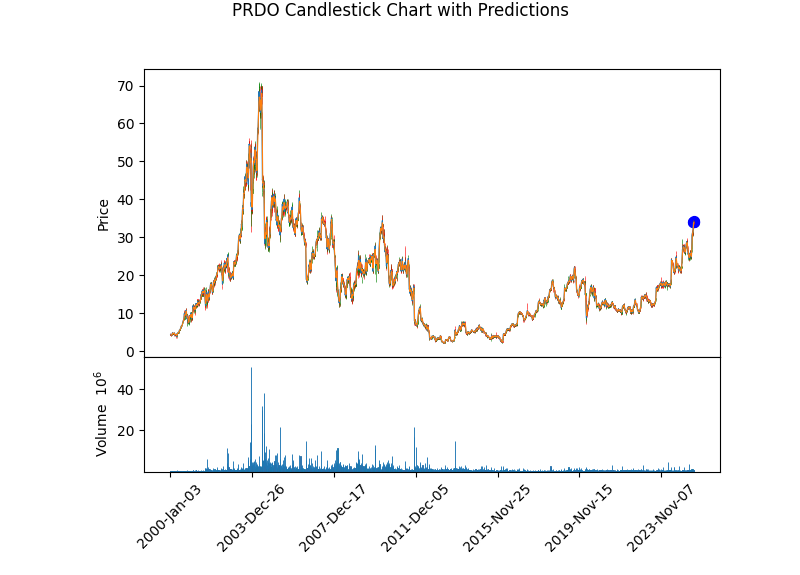 PRDO Candlestick Chart with Predictions
70
60
50
40
30
20
10
0
Price
40
20
Volume 10^6
2000-Jan-03
2003-Dec-26
2007-Dec-17
2011-Dec-05
2015-Nov-25
2019-Nov-15
2023-Nov-07